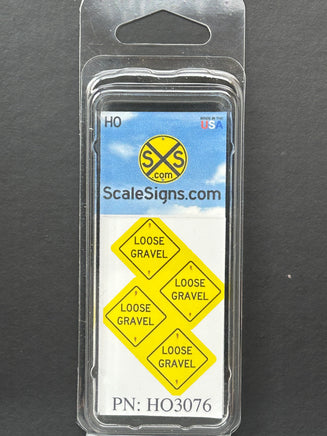 HO
MADE IN THE
USA
SXS
.com
ScaleSigns.com
LOOSE
GRAVEL
LOOSE
GRAVEL
LOOSE
GRAVEL
LOOSE
GRAVEL
PN: HO3076